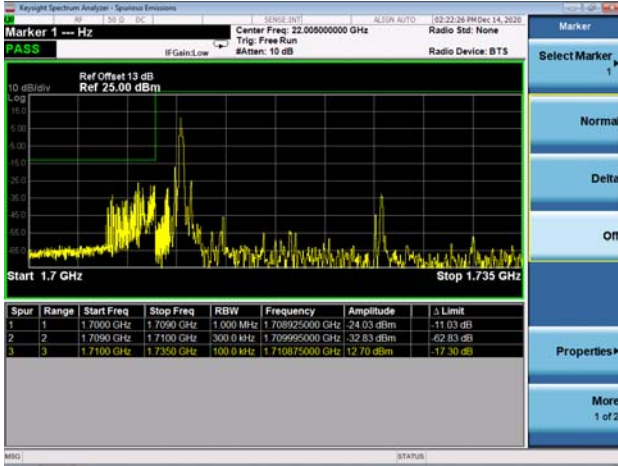 Keysight Spectrum Analyzer - Spurious Emissions
RF 50 Ω DC SENSE:INT ALIGN AUTO 02:22:26 PM Dec 14, 2020
Marker 1 --- Hz
Center Freq: 22.005000000 GHz
Radio Std: None
PASS
Trig: Free Run
IFGain:Low
#Atten: 10 dB
Radio Device: BTS
Ref Offset 13 dB
10 dB/div Ref 25.00 dBm
Log
15.0
5.00
-5.00
-15.0
-25.0
-35.0
-45.0
-55.0
-65.0
Start 1.7 GHz Stop 1.735 GHz
Spur Range Start Freq Stop Freq RBW Frequency Amplitude Δ Limit
1 1 1.7000 GHz 1.7090 GHz 1.000 MHz 1.708925000 GHz -24.03 dBm -11.03 dB
2 2 1.7090 GHz 1.7100 GHz 300.0 kHz 1.709995000 GHz -32.83 dBm -62.83 dB
3 3 1.7100 GHz 1.7350 GHz 100.0 kHz 1.710875000 GHz 12.70 dBm -17.30 dB
MSG STATUS
Marker
Select Marker
1
Normal
Delta
Off
Properties
More
1 of 2